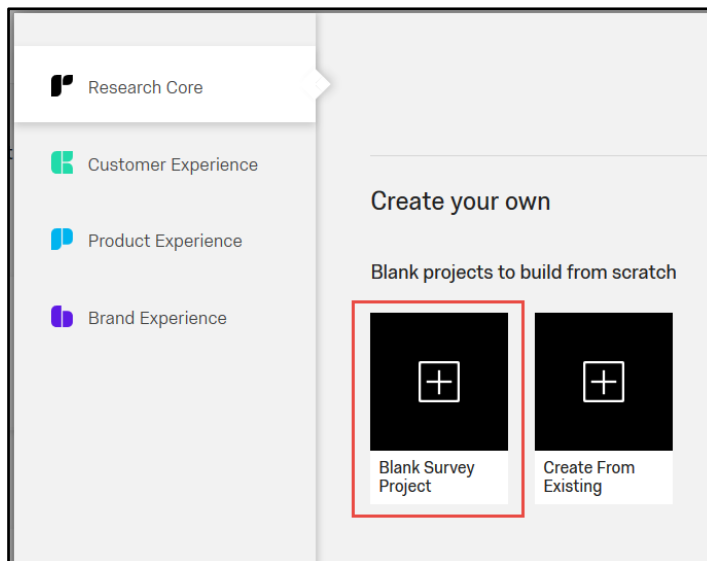 Research Core
Customer Experience
Product Experience
Brand Experience
Create your own
Blank projects to build from scratch
Blank Survey
Project
Create From
Existing